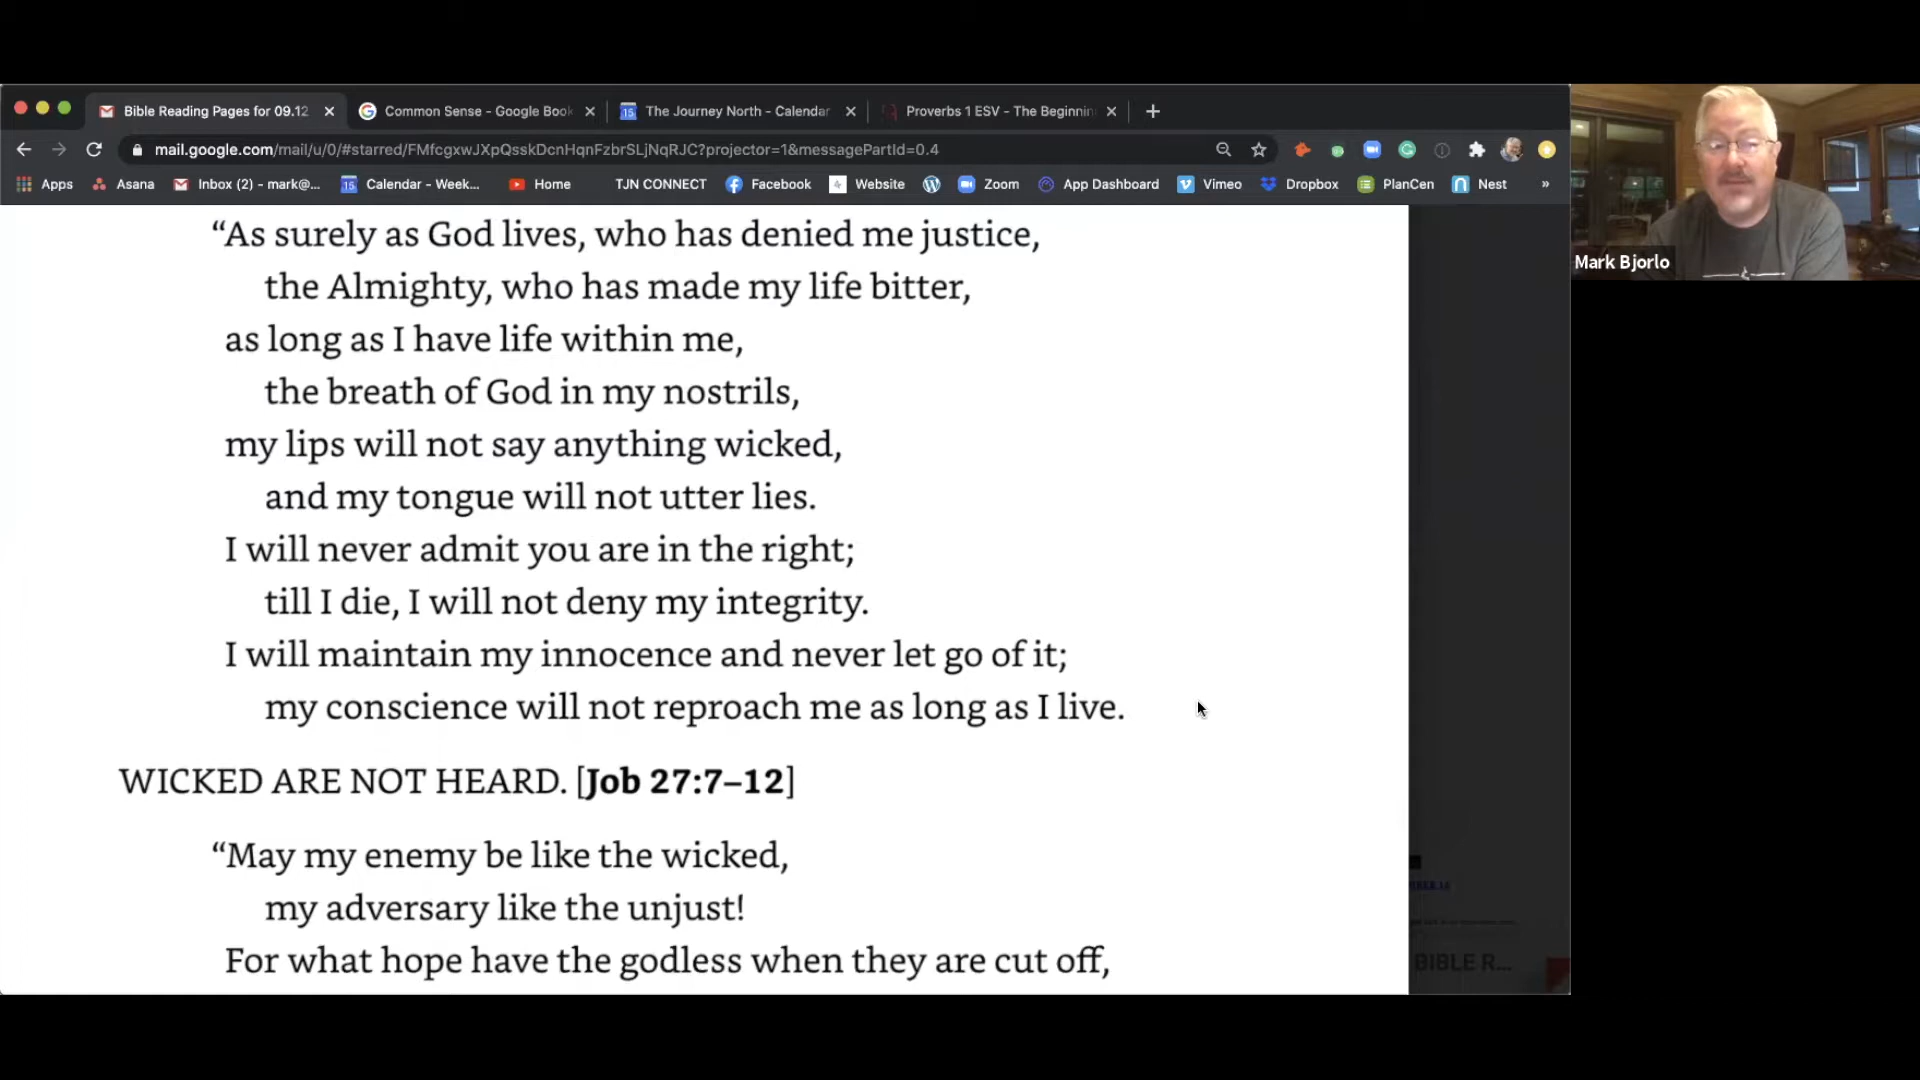 Bible Reading Pages for 09.12
Common Sense - Google Book
The Journey North - Calendar
Proverbs 1 ESV - The Beginnin
mail.google.com/mail/u/0/#starred/FMfcgxwJXpQsskDcnHqnFzbrSLjNqRJC?projector=1&messagePartId=0.4
Apps Asana Inbox (2) - mark@... Calendar - Week... Home TJN CONNECT Facebook Website Zoom App Dashboard Vimeo Dropbox PlanCen Nest »
Mark Bjorlo
“As surely as God lives, who has denied me justice,
the Almighty, who has made my life bitter,
as long as I have life within me,
the breath of God in my nostrils,
my lips will not say anything wicked,
and my tongue will not utter lies.
I will never admit you are in the right;
till I die, I will not deny my integrity.
I will maintain my innocence and never let go of it;
my conscience will not reproach me as long as I live.
WICKED ARE NOT HEARD. [Job 27:7–12]
“May my enemy be like the wicked,
my adversary like the unjust!
For what hope have the godless when they are cut off,
BIBLE R...